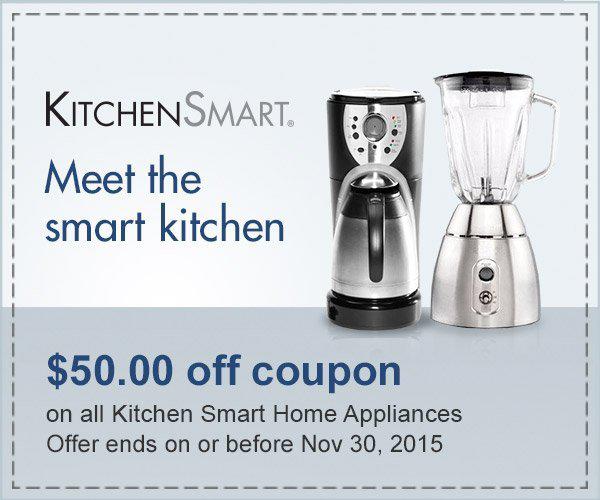 KITCHENSMART®
Meet the
smart kitchen
$50.00 off coupon
on all Kitchen Smart Home Appliances
Offer ends on or before Nov 30, 2015